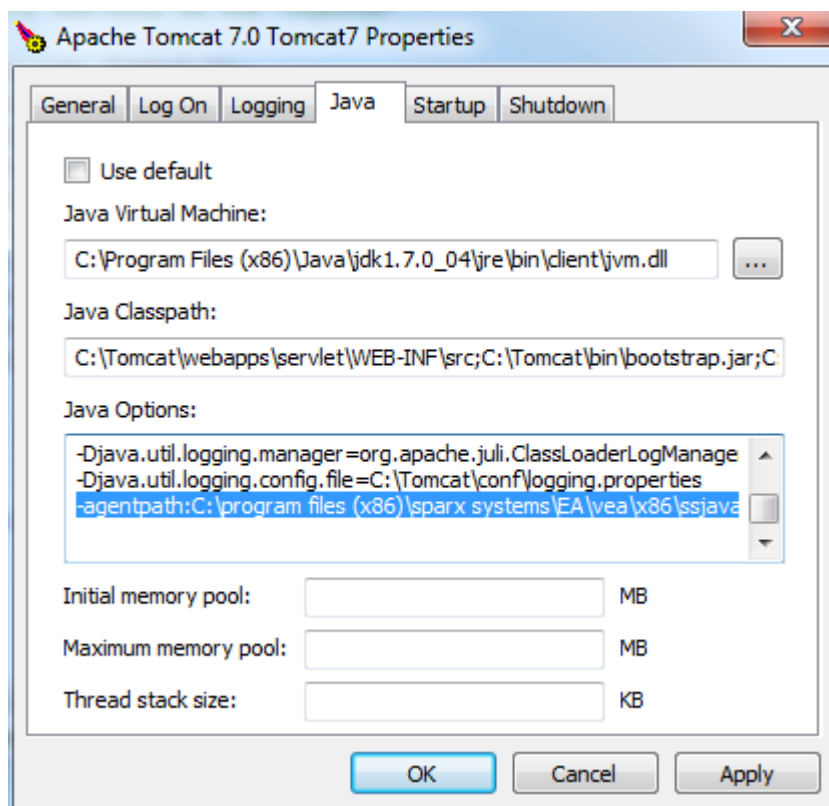 Apache Tomcat 7.0 Tomcat7 Properties
General Log On Logging Java Startup Shutdown
Use default
Java Virtual Machine:
C:\Program Files (x86)\Java\jdk1.7.0_04\jre\bin\client\jvm.dll ...
Java Classpath:
C:\Tomcat\webapps\servlet\WEB-INF\src;C:\Tomcat\bin\bootstrap.jar;C:
Java Options:
-Djava.util.logging.manager=org.apache.juli.ClassLoaderLogManager
-Djava.util.logging.config.file=C:\Tomcat\conf\logging.properties
-agentpath:C:\program files (x86)\sparx systems\EA\vea\x86\ssjava
Initial memory pool: MB
Maximum memory pool: MB
Thread stack size: KB
OK Cancel Apply